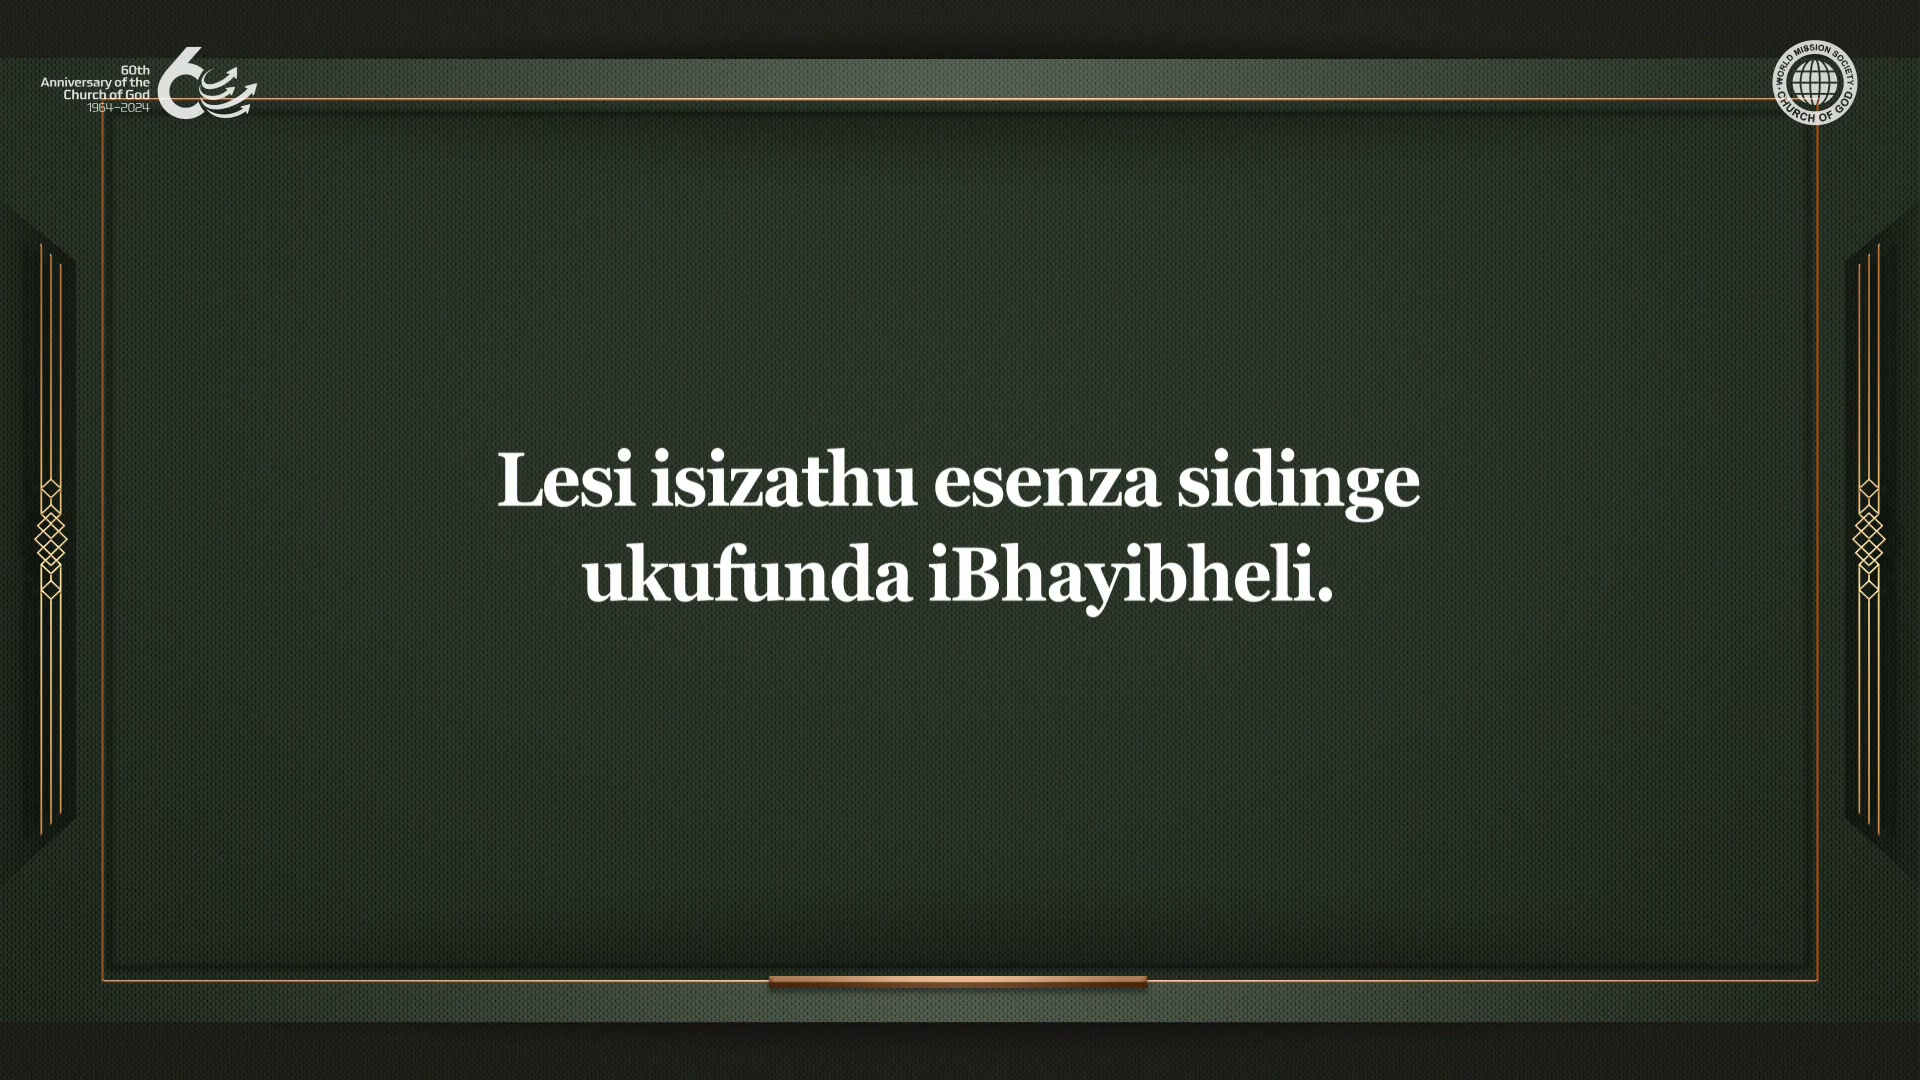 60th
Anniversary of the
Church of God
1964–2024
60
WORLD MISSION SOCIETY
CHURCH OF GOD
Lesi isizathu esenza sidinge
ukufunda iBhayibheli.